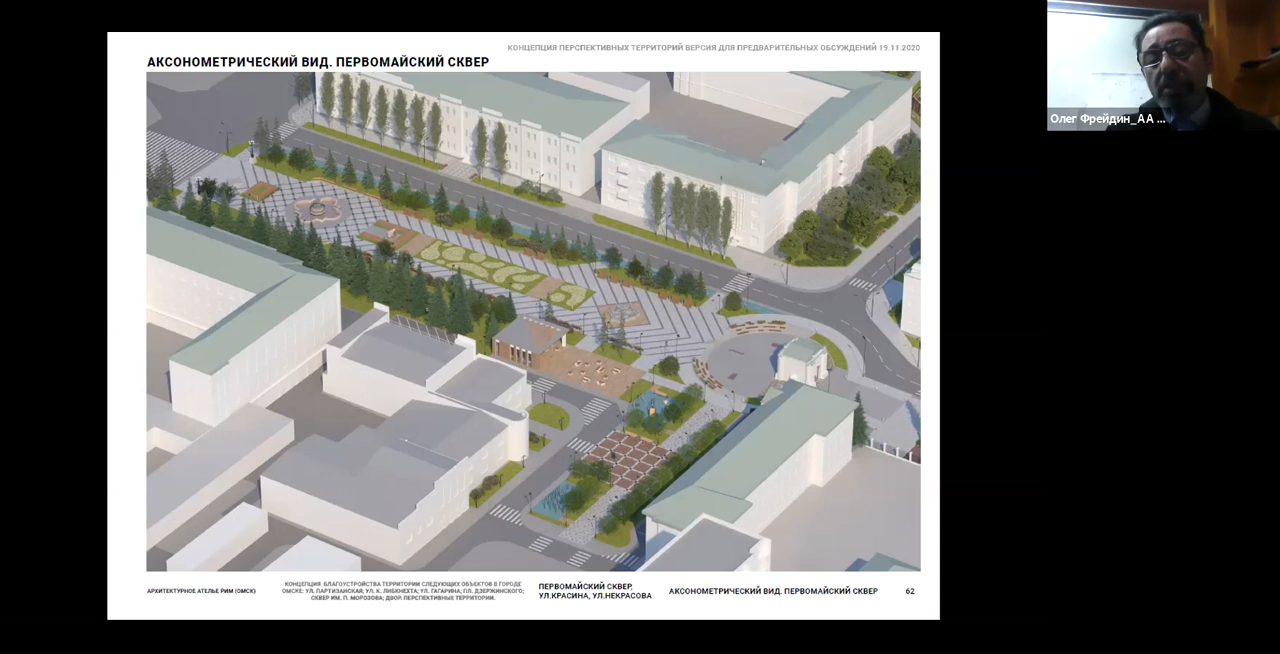 КОНЦЕПЦИЯ ПЕРСПЕКТИВНЫХ ТЕРРИТОРИЙ ВЕРСИЯ ДЛЯ ПРЕДВАРИТЕЛЬНЫХ ОБСУЖДЕНИЙ 19.11.2020
АКСОНОМЕТРИЧЕСКИЙ ВИД. ПЕРВОМАЙСКИЙ СКВЕР
Олег Фрейдин_АА ...
АРХИТЕКТУРНОЕ АТЕЛЬЕ РИМ (ОМСК)
КОНЦЕПЦИЯ БЛАГОУСТРОЙСТВА ТЕРРИТОРИИ СЛЕДУЮЩИХ ОБЪЕКТОВ В ГОРОДЕ
ОМСКЕ: УЛ. ПАРТИЗАНСКАЯ; УЛ. К. ЛИБКНЕХТА; УЛ. ГАГАРИНА; ПЛ. ДЗЕРЖИНСКОГО;
СКВЕР ИМ. П. МОРОЗОВА; ДВОР. ПЕРСПЕКТИВНЫЕ ТЕРРИТОРИИ.
ПЕРВОМАЙСКИЙ СКВЕР,
УЛ.КРАСИНА, УЛ.НЕКРАСОВА
АКСОНОМЕТРИЧЕСКИЙ ВИД. ПЕРВОМАЙСКИЙ СКВЕР
62